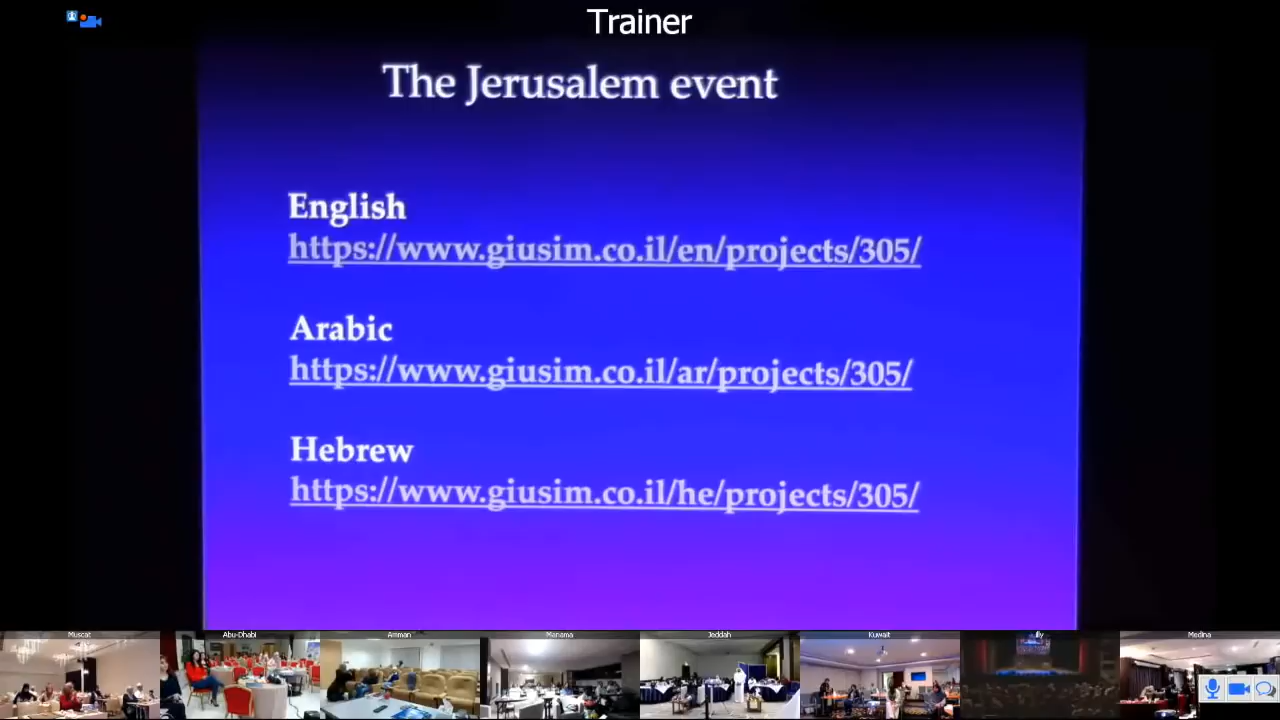 Trainer
The Jerusalem event
English
https://www.giusim.co.il/en/projects/305/
Arabic
https://www.giusim.co.il/ar/projects/305/
Hebrew
https://www.giusim.co.il/he/projects/305/
Muscat
Abu-Dhabi
Amman
Manama
Jeddah
Kuwait
Medina